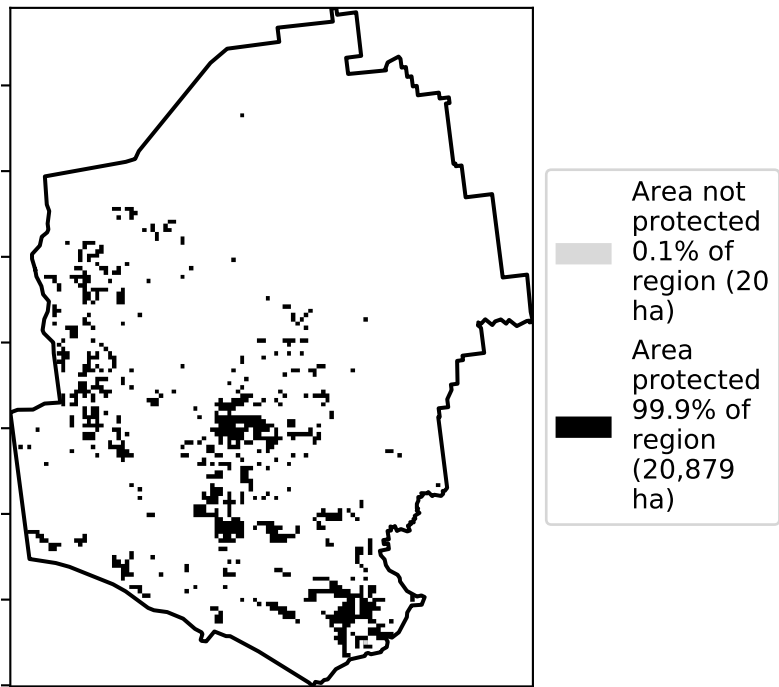 Area not
protected
0.1% of
region (20
ha)
Area
protected
99.9% of
region
(20,879
ha)